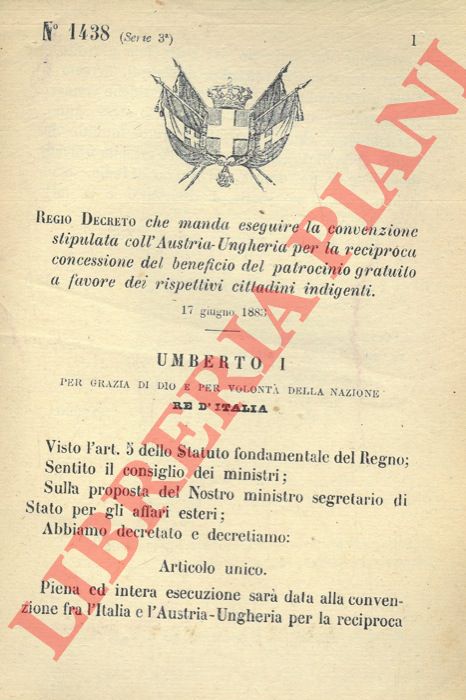 Nº 1438 (Serie 3ª)
1
REGIO DECRETO che manda eseguire la convenzione
stipulata coll'Austria-Ungheria per la reciproca
concessione del beneficio del patrocinio gratuito
a favore dei rispettivi cittadini indigenti.
17 giugno 1883
UMBERTO I
PER GRAZIA DI DIO E PER VOLONTÀ DELLA NAZIONE
RE D'ITALIA
Visto l'art. 5 dello Statuto fondamentale del Regno;
Sentito il consiglio dei ministri;
Sulla proposta del Nostro ministro segretario di
Stato per gli affari esteri;
Abbiamo decretato e decretiamo:
Articolo unico.
Piena ed intera esecuzione sarà data alla conven-
zione fra l'Italia e l'Austria-Ungheria per la reciproca
LIBRERIA PIANI